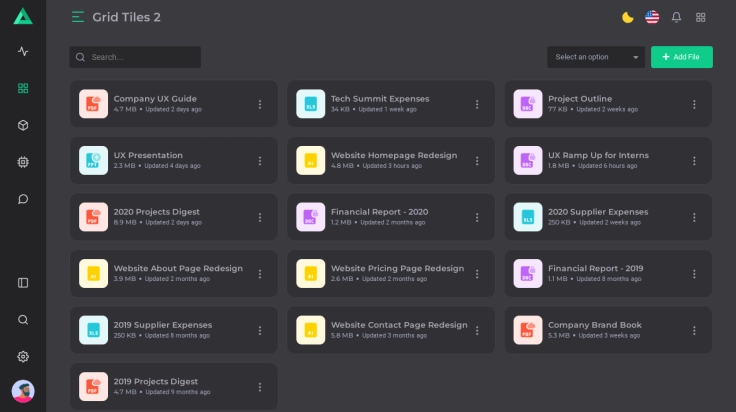 Grid Tiles 2
Search...
Select an option
+ Add File
Company UX Guide
4.7 MB • Updated 2 days ago
PDF
Tech Summit Expenses
34 KB • Updated 1 week ago
XLS
Project Outline
77 KB • Updated 2 weeks ago
DOC
UX Presentation
2.3 MB • Updated 4 days ago
PPT
Website Homepage Redesign
4.8 MB • Updated 3 hours ago
AI
UX Ramp Up for Interns
1.8 MB • Updated 6 hours ago
DOC
2020 Projects Digest
8.9 MB • Updated 2 days ago
PDF
Financial Report - 2020
1.2 MB • Updated 2 months ago
DOC
2020 Supplier Expenses
250 KB • Updated 2 weeks ago
XLS
Website About Page Redesign
3.9 MB • Updated 2 months ago
AI
Website Pricing Page Redesign
2.6 MB • Updated 2 months ago
AI
Financial Report - 2019
1.1 MB • Updated 8 months ago
DOC
2019 Supplier Expenses
250 KB • Updated 8 months ago
XLS
Website Contact Page Redesign
5.8 MB • Updated 3 months ago
AI
Company Brand Book
5.3 MB • Updated 3 weeks ago
PDF
2019 Projects Digest
4.7 MB • Updated 9 months ago
PDF